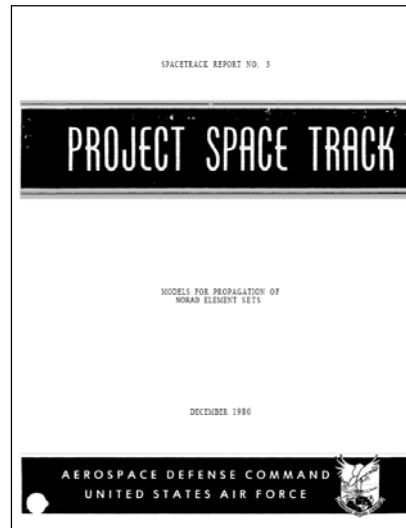 SPACETRACK REPORT NO. 3
PROJECT SPACE TRACK
MODELS FOR PROPAGATION OF
NORAD ELEMENT SETS
DECEMBER 1980
AEROSPACE DEFENSE COMMAND
UNITED STATES AIR FORCE